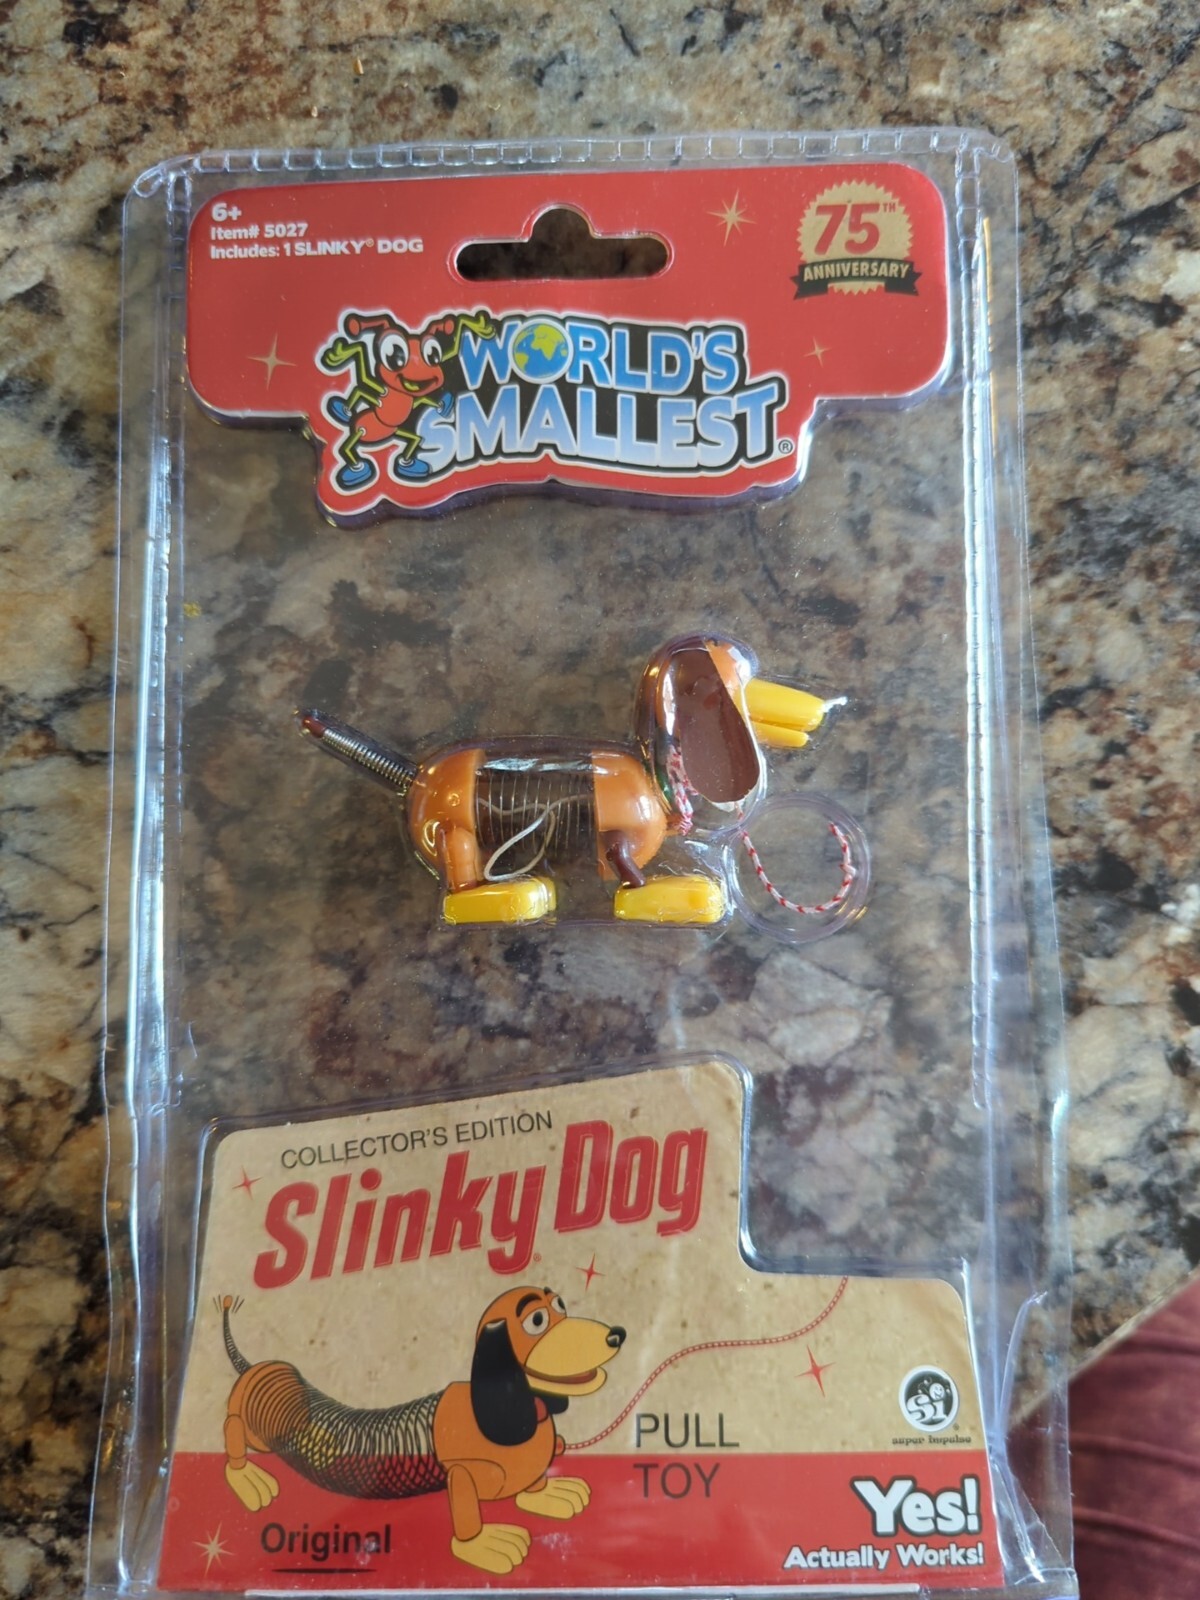 6+
Item# 5027
Includes: 1 SLINKY® DOG
75TH
ANNIVERSARY
WORLD'S
SMALLEST®
COLLECTOR'S EDITION
Slinky® Dog
PULL
TOY
Si®
super impulse
Original
Yes!
Actually Works!